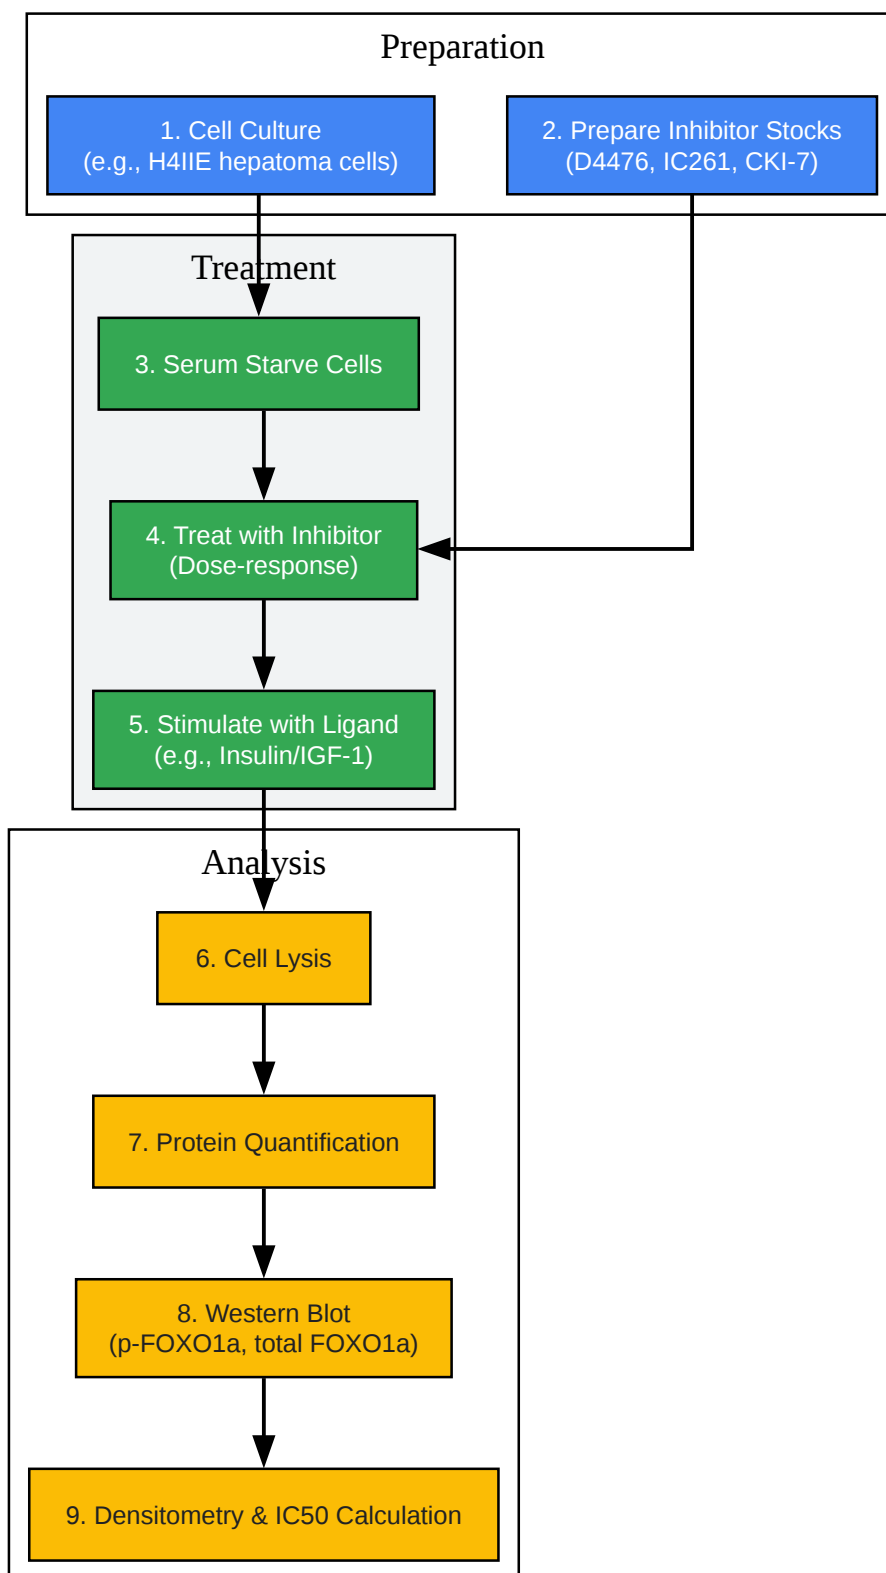 Preparation
1. Cell Culture
(e.g., H4IIE hepatoma cells)
2. Prepare Inhibitor Stocks
(D4476, IC261, CKI-7)
Treatment
3. Serum Starve Cells
4. Treat with Inhibitor
(Dose-response)
5. Stimulate with Ligand
(e.g., Insulin/IGF-1)
Analysis
6. Cell Lysis
7. Protein Quantification
8. Western Blot
(p-FOXO1a, total FOXO1a)
9. Densitometry & IC50 Calculation